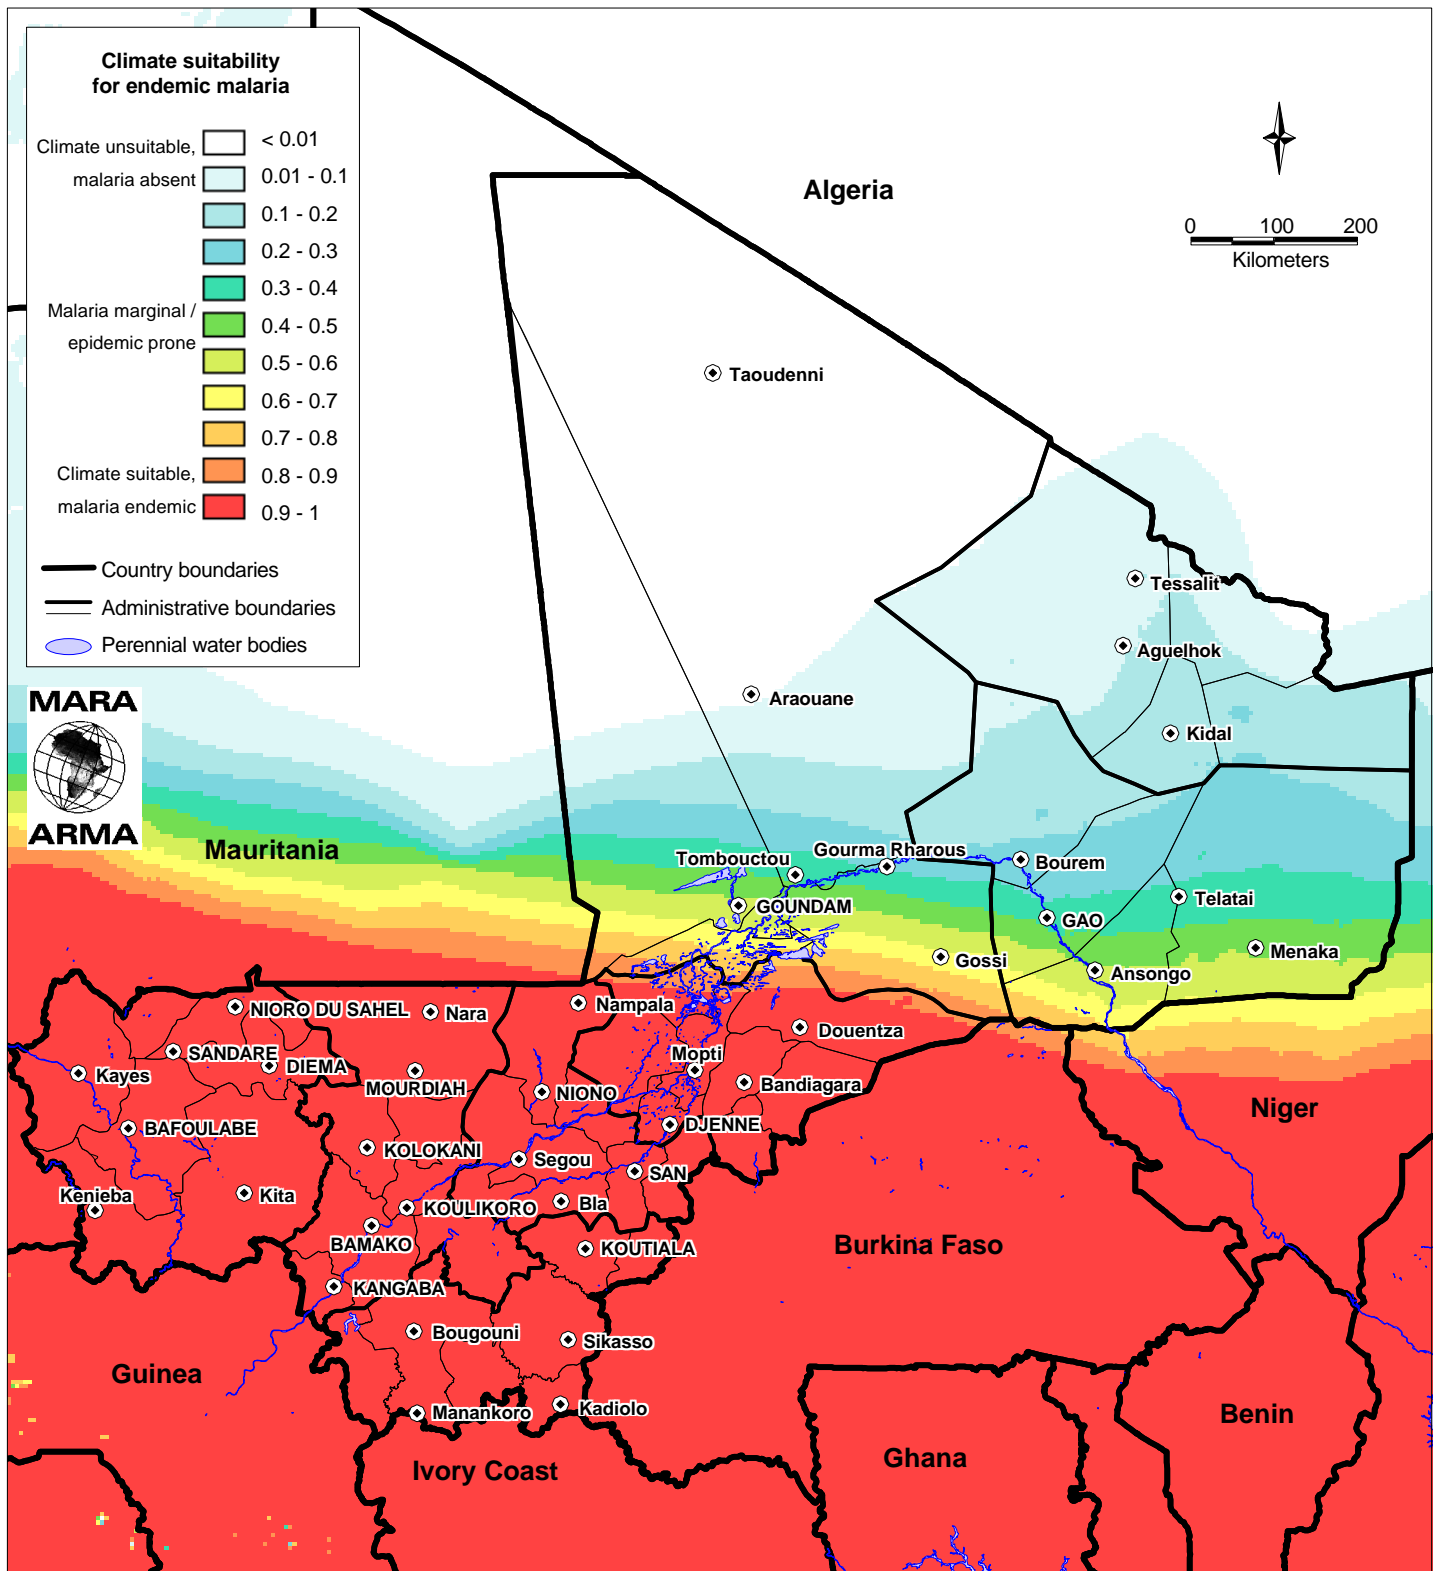 Climate suitability
for endemic malaria
Climate unsuitable,
malaria absent
Malaria marginal /
epidemic prone
Climate suitable,
malaria endemic
< 0.01
0.01 - 0.1
0.1 - 0.2
0.2 - 0.3
0.3 - 0.4
0.4 - 0.5
0.5 - 0.6
0.6 - 0.7
0.7 - 0.8
0.8 - 0.9
0.9 - 1
Country boundaries
Administrative boundaries
Perennial water bodies
MARA
ARMA
0 100 200
Kilometers
Algeria
Taoudenni
Tessalit
Aguelhok
Araouane
Kidal
Mauritania
Tombouctou
Gourma Rharous
Bourem
GOUNDAM
Telatai
GAO
Gossi
Menaka
Ansongo
NIORO DU SAHEL
Nara
Nampala
Douentza
SANDARE
DIEMA
Kayes
MOURDIAH
Mopti
NIONO
Bandiagara
Niger
BAFOULABE
DJENNE
KOLOKANI
Segou
SAN
Kenieba
Kita
KOULIKORO
Bla
BAMAKO
KOUTIALA
Burkina Faso
KANGABA
Bougouni
Sikasso
Guinea
Manankoro
Kadiolo
Benin
Ivory Coast
Ghana